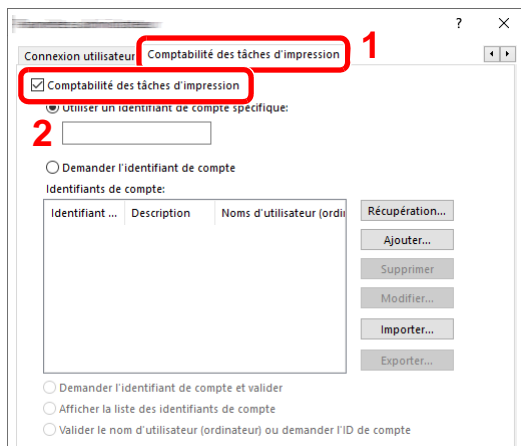 ?
Connexion utilisateur Comptabilité des tâches d'impression 1
Comptabilité des tâches d'impression
Utiliser un identifiant de compte spécifique:
2
Demander l'identifiant de compte
Identifiants de compte:
Identifiant ... Description Noms d'utilisateur (ordin
Récupération...
Ajouter...
Supprimer
Modifier...
Importer...
Exporter...
Demander l'identifiant de compte et valider
Afficher la liste des identifiants de compte
Valider le nom d'utilisateur (ordinateur) ou demander l'ID de compte